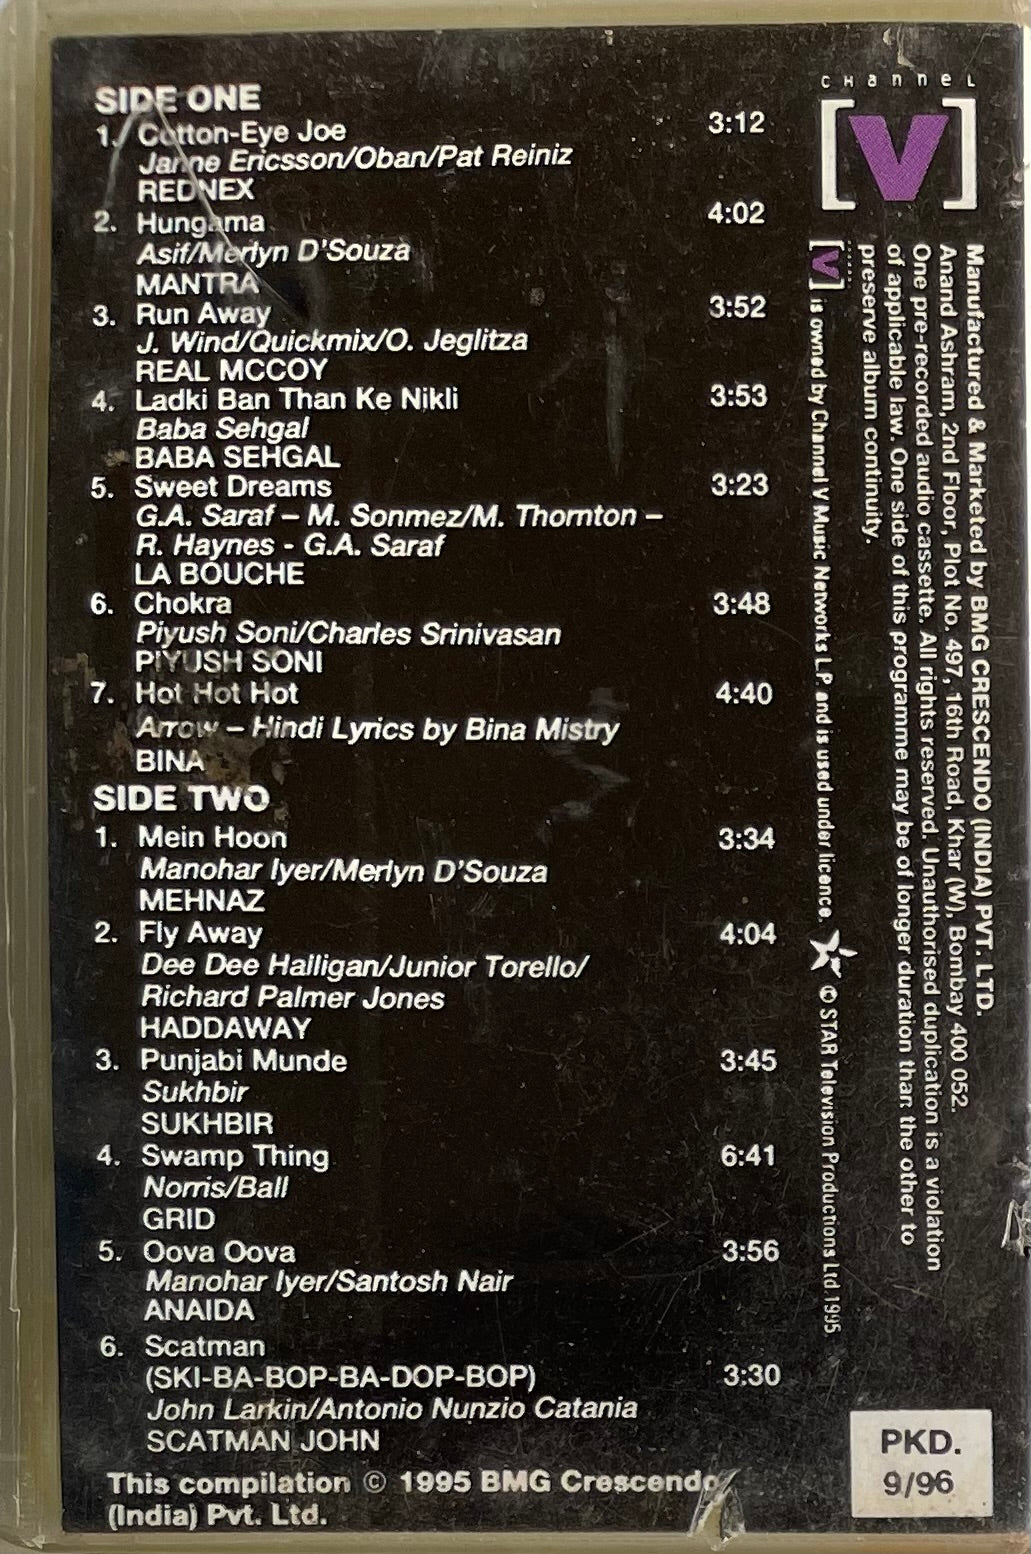 SIDE ONE
1. Cotton-Eye Joe 3:12
Janne Ericsson/Oban/Pat Reiniz
REDNEX
2. Hungama 4:02
Asif/Merlyn D'Souza
MANTRA
3. Run Away 3:52
J. Wind/Quickmix/O. Jeglitza
REAL MCCOY
4. Ladki Ban Than Ke Nikli 3:53
Baba Sehgal
BABA SEHGAL
5. Sweet Dreams 3:23
G.A. Saraf – M. Sonmez/M. Thornton –
R. Haynes - G.A. Saraf
LA BOUCHE
6. Chokra 3:48
Piyush Soni/Charles Srinivasan
PIYUSH SONI
7. Hot Hot Hot 4:40
Arrow – Hindi Lyrics by Bina Mistry
BINA
SIDE TWO
1. Mein Hoon 3:34
Manohar Iyer/Merlyn D'Souza
MEHNAZ
2. Fly Away 4:04
Dee Dee Halligan/Junior Torello/
Richard Palmer Jones
HADDAWAY
3. Punjabi Munde 3:45
Sukhbir
SUKHBIR
4. Swamp Thing 6:41
Norris/Ball
GRID
5. Oova Oova 3:56
Manohar Iyer/Santosh Nair
ANAIDA
6. Scatman
(SKI-BA-BOP-BA-DOP-BOP) 3:30
John Larkin/Antonio Nunzio Catania
SCATMAN JOHN
This compilation © 1995 BMG Crescendo
(India) Pvt. Ltd.
CHanneL
[V]
Manufactured & Marketed by BMG CRESCENDO (INDIA) PVT. LTD.
Anand Ashram, 2nd Floor, Plot No. 497, 16th Road, Khar (W), Bombay 400 052.
One pre-recorded audio cassette. All rights reserved. Unauthorised duplication is a violation
of applicable law. One side of this programme may be of longer duration than the other to
preserve album continuity.
[V] is owned by Channel V Music Networks L.P. and is used under licence. © STAR Television Productions Ltd.1995.
PKD.
9/96